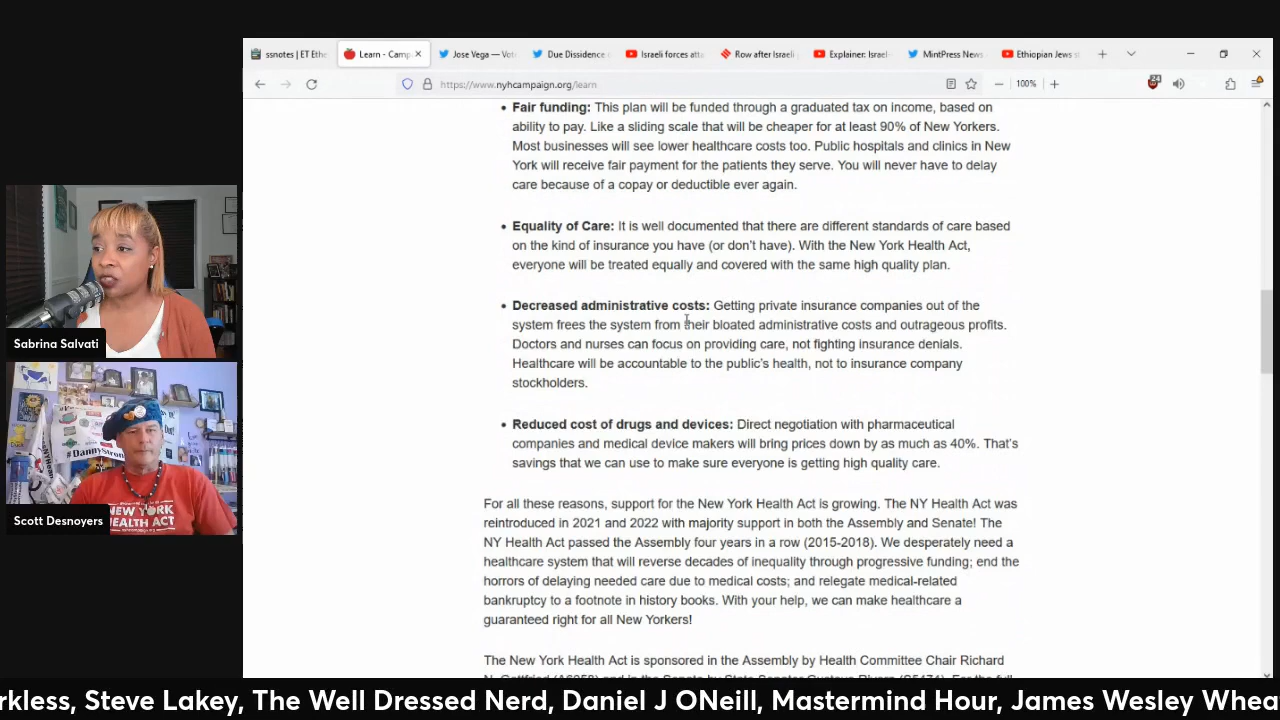 ssnotes | ET Ethe
Learn - Camp
Jose Vega — Vot
Due Dissidence
Israeli forces atta
Row after Israeli
Explainer: Israel
MintPress News
Ethiopian Jews s
https://www.nyhcampaign.org/learn
100%
Fair funding: This plan will be funded through a graduated tax on income, based on
ability to pay. Like a sliding scale that will be cheaper for at least 90% of New Yorkers.
Most businesses will see lower healthcare costs too. Public hospitals and clinics in New
York will receive fair payment for the patients they serve. You will never have to delay
care because of a copay or deductible ever again.
Equality of Care: It is well documented that there are different standards of care based
on the kind of insurance you have (or don't have). With the New York Health Act,
everyone will be treated equally and covered with the same high quality plan.
Decreased administrative costs: Getting private insurance companies out of the
system frees the system from their bloated administrative costs and outrageous profits.
Doctors and nurses can focus on providing care, not fighting insurance denials.
Healthcare will be accountable to the public's health, not to insurance company
stockholders.
Reduced cost of drugs and devices: Direct negotiation with pharmaceutical
companies and medical device makers will bring prices down by as much as 40%. That's
savings that we can use to make sure everyone is getting high quality care.
For all these reasons, support for the New York Health Act is growing. The NY Health Act was
reintroduced in 2021 and 2022 with majority support in both the Assembly and Senate! The
NY Health Act passed the Assembly four years in a row (2015-2018). We desperately need a
healthcare system that will reverse decades of inequality through progressive funding; end the
horrors of delaying needed care due to medical costs; and relegate medical-related
bankruptcy to a footnote in history books. With your help, we can make healthcare a
guaranteed right for all New Yorkers!
The New York Health Act is sponsored in the Assembly by Health Committee Chair Richard
Sabrina Salvati
#DannyStrong
NEW YORK
HEALTH ACT
Scott Desnoyers
rkless, Steve Lakey, The Well Dressed Nerd, Daniel J ONeill, Mastermind Hour, James Wesley Whea